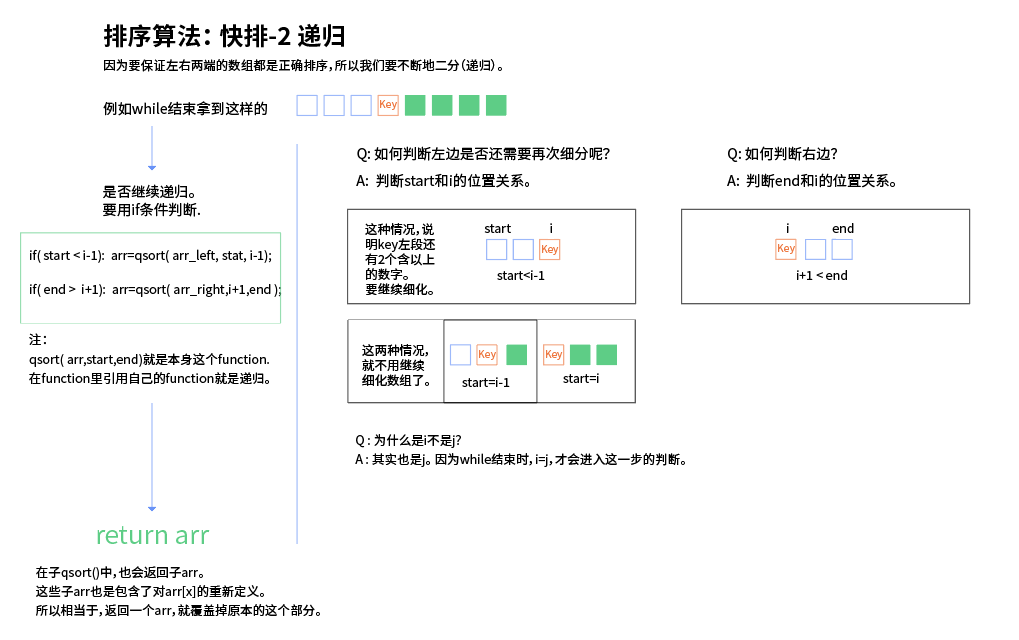 排序算法：快排-2 递归
因为要保证左右两端的数组都是正确排序，所以我们要不断地二分（递归）。
例如while结束拿到这样的
Key
是否继续递归。
要用if条件判断.
if( start < i-1):  arr=qsort( arr_left, stat, i-1);
if( end >  i+1):  arr=qsort( arr_right,i+1,end );
注：
qsort( arr,start,end)就是本身这个function.
在function里引用自己的function就是递归。
return arr
在子qsort()中，也会返回子arr。
这些子arr也是包含了对arr[x]的重新定义。
所以相当于，返回一个arr，就覆盖掉原本的这个部分。
Q: 如何判断左边是否还需要再次细分呢？
A:  判断start和i的位置关系。
这种情况，说
明key左段还
有2个含以上
的数字。
要继续细化。
start i
Key
start<i-1
这两种情况，
就不用继续
细化数组了。
Key
start=i-1
Key
start=i
Q : 为什么是i不是j？
A : 其实也是j。因为while结束时，i=j，才会进入这一步的判断。
Q: 如何判断右边？
A:  判断end和i的位置关系。
i end
Key
i+1 < end